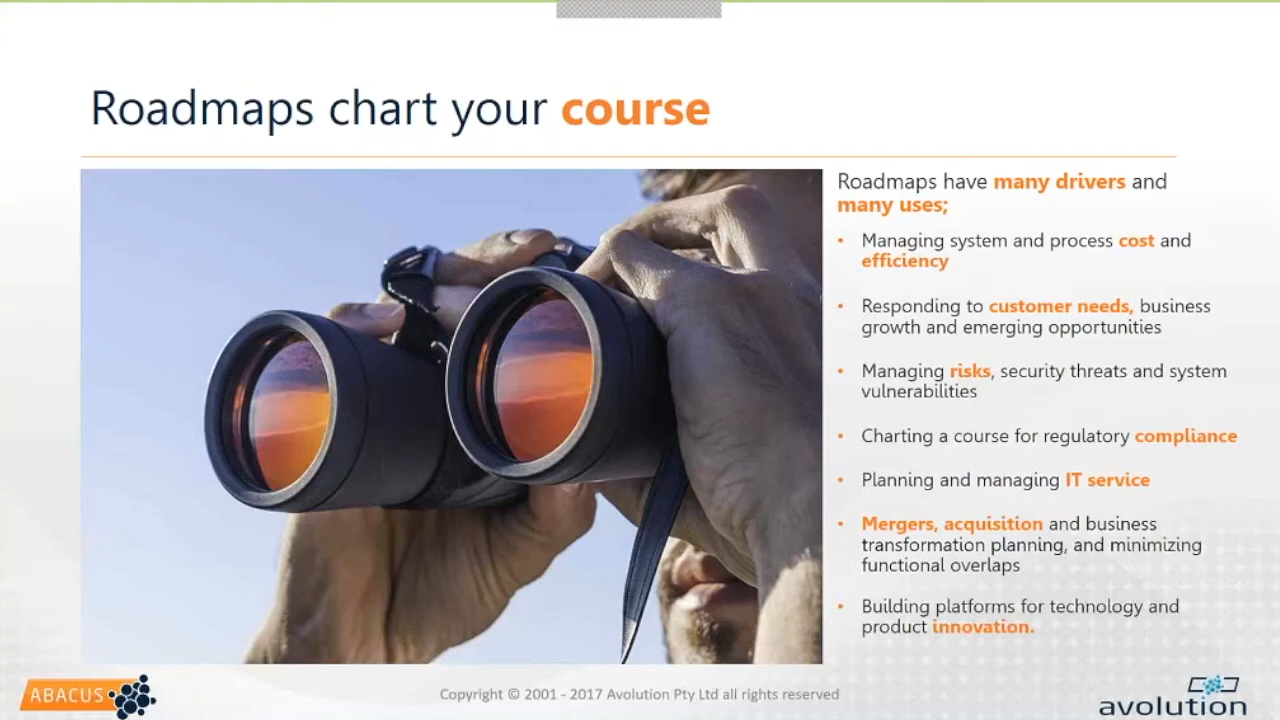 Roadmaps chart your course
Roadmaps have many drivers and
many uses;
• Managing system and process cost and
efficiency
• Responding to customer needs, business
growth and emerging opportunities
• Managing risks, security threats and system
vulnerabilities
• Charting a course for regulatory compliance
• Planning and managing IT service
• Mergers, acquisition and business
transformation planning, and minimizing
functional overlaps
• Building platforms for technology and
product innovation.
ABACUS
Copyright © 2001 - 2017 Avolution Pty Ltd all rights reserved
avolution